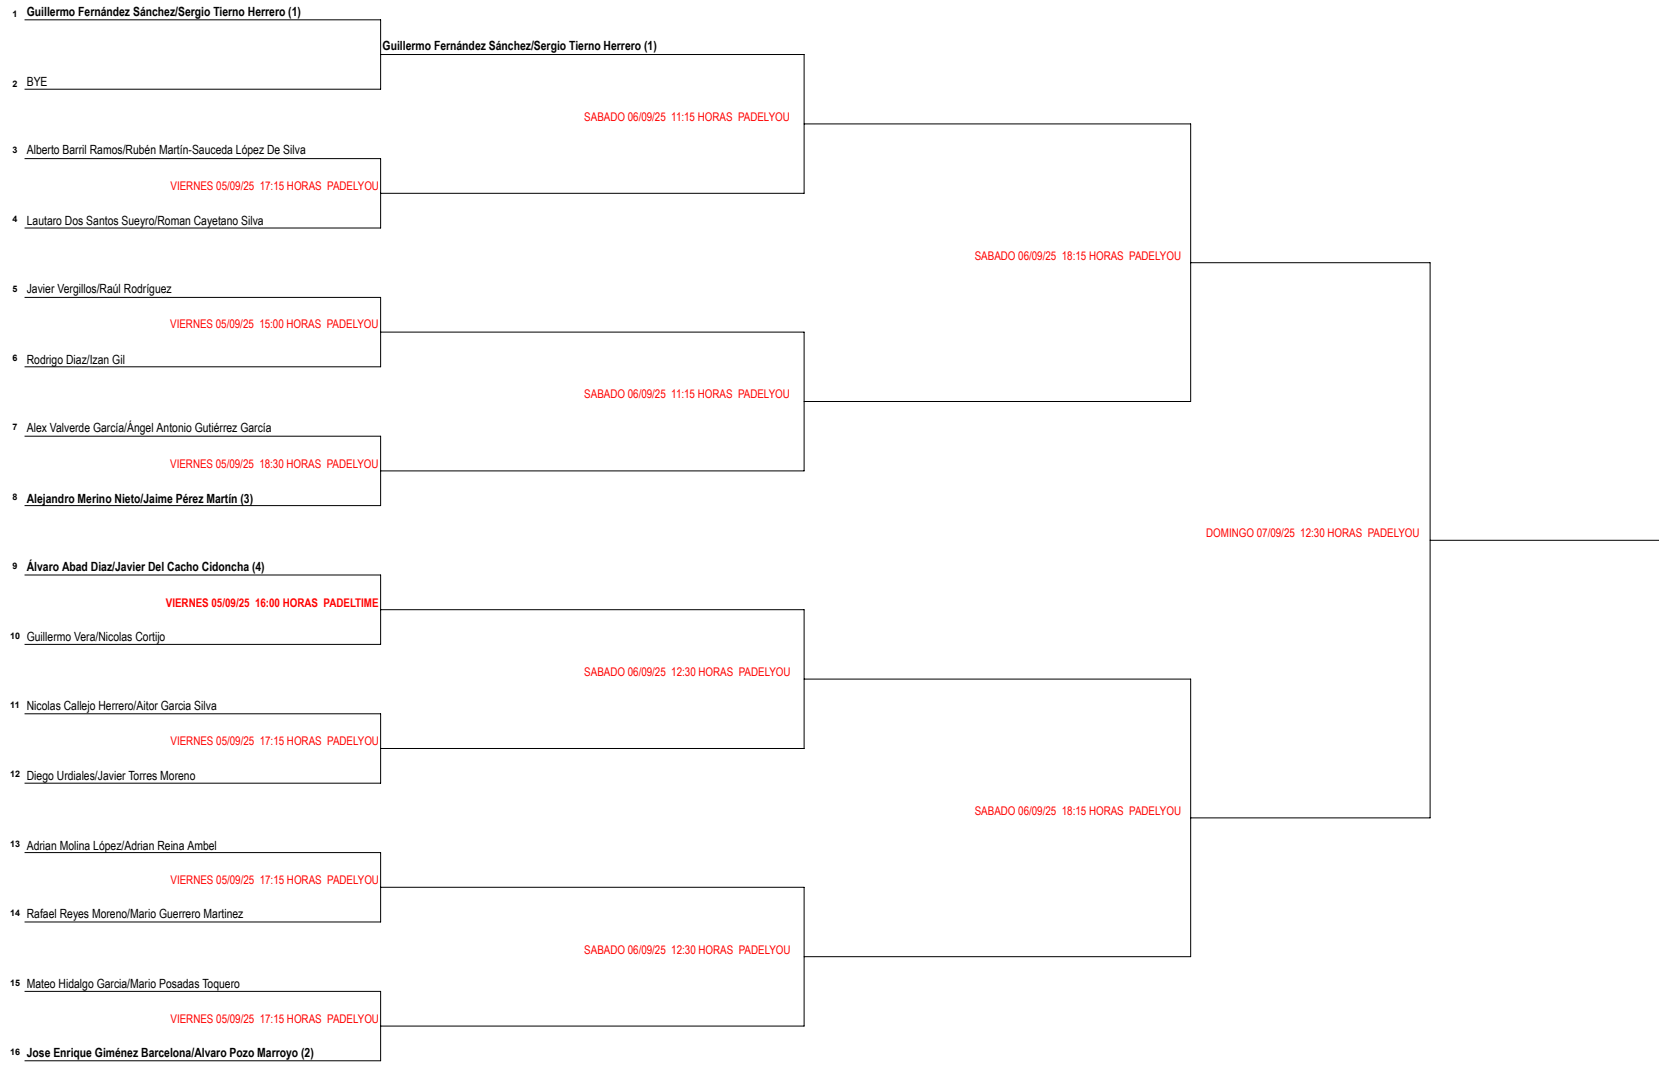 1 Guillermo Fernández Sánchez/Sergio Tierno Herrero (1)
Guillermo Fernández Sánchez/Sergio Tierno Herrero (1)
2 BYE
SABADO 06/09/25 11:15 HORAS PADELYOU
3 Alberto Barril Ramos/Rubén Martín-Sauceda López De Silva
VIERNES 05/09/25 17:15 HORAS PADELYOU
4 Lautaro Dos Santos Sueyro/Roman Cayetano Silva
SABADO 06/09/25 18:15 HORAS PADELYOU
5 Javier Vergillos/Raúl Rodríguez
VIERNES 05/09/25 15:00 HORAS PADELYOU
6 Rodrigo Diaz/Izan Gil
SABADO 06/09/25 11:15 HORAS PADELYOU
7 Alex Valverde García/Ángel Antonio Gutiérrez García
VIERNES 05/09/25 18:30 HORAS PADELYOU
8 Alejandro Merino Nieto/Jaime Pérez Martín (3)
DOMINGO 07/09/25 12:30 HORAS PADELYOU
9 Álvaro Abad Diaz/Javier Del Cacho Cidoncha (4)
VIERNES 05/09/25 16:00 HORAS PADELTIME
10 Guillermo Vera/Nicolas Cortijo
SABADO 06/09/25 12:30 HORAS PADELYOU
11 Nicolas Callejo Herrero/Aitor Garcia Silva
VIERNES 05/09/25 17:15 HORAS PADELYOU
12 Diego Urdiales/Javier Torres Moreno
SABADO 06/09/25 18:15 HORAS PADELYOU
13 Adrian Molina López/Adrian Reina Ambel
VIERNES 05/09/25 17:15 HORAS PADELYOU
14 Rafael Reyes Moreno/Mario Guerrero Martinez
SABADO 06/09/25 12:30 HORAS PADELYOU
15 Mateo Hidalgo Garcia/Mario Posadas Toquero
VIERNES 05/09/25 17:15 HORAS PADELYOU
16 Jose Enrique Giménez Barcelona/Alvaro Pozo Marroyo (2)